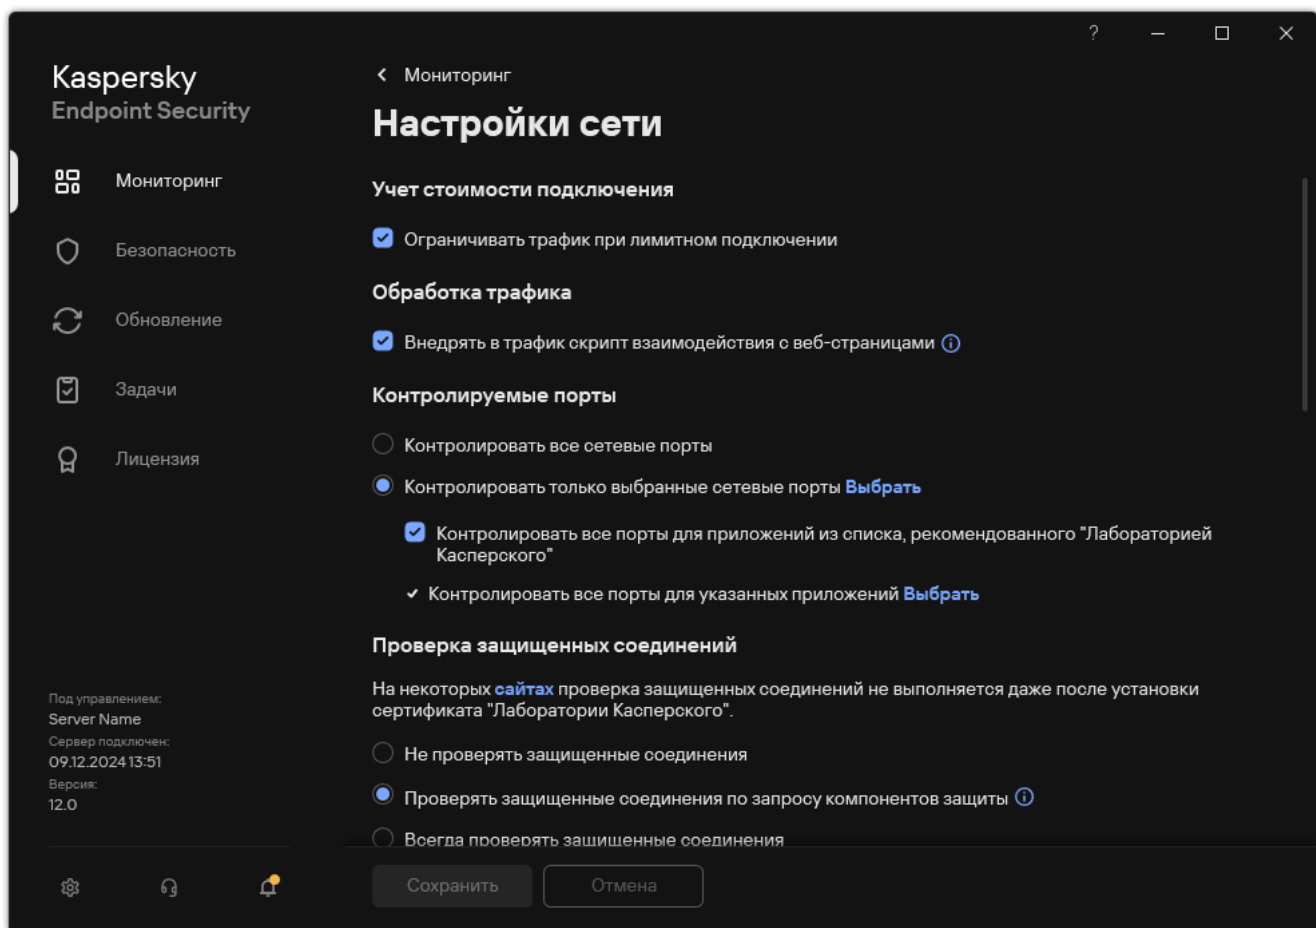 ?
Kaspersky
Endpoint Security
Мониторинг
Безопасность
Обновление
Задачи
Лицензия
Под управлением:
Server Name
Сервер подключен:
09.12.2024 13:51
Версия:
12.0
Мониторинг
Настройки сети
Учет стоимости подключения
Ограничивать трафик при лимитном подключении
Обработка трафика
Внедрять в трафик скрипт взаимодействия с веб-страницами
Контролируемые порты
Контролировать все сетевые порты
Контролировать только выбранные сетевые порты Выбрать
Контролировать все порты для приложений из списка, рекомендованного "Лабораторией
Касперского"
Контролировать все порты для указанных приложений Выбрать
Проверка защищенных соединений
На некоторых сайтах проверка защищенных соединений не выполняется даже после установки
сертификата "Лаборатории Касперского".
Не проверять защищенные соединения
Проверять защищенные соединения по запросу компонентов защиты
Всегда проверять защищенные соединения
Сохранить
Отмена